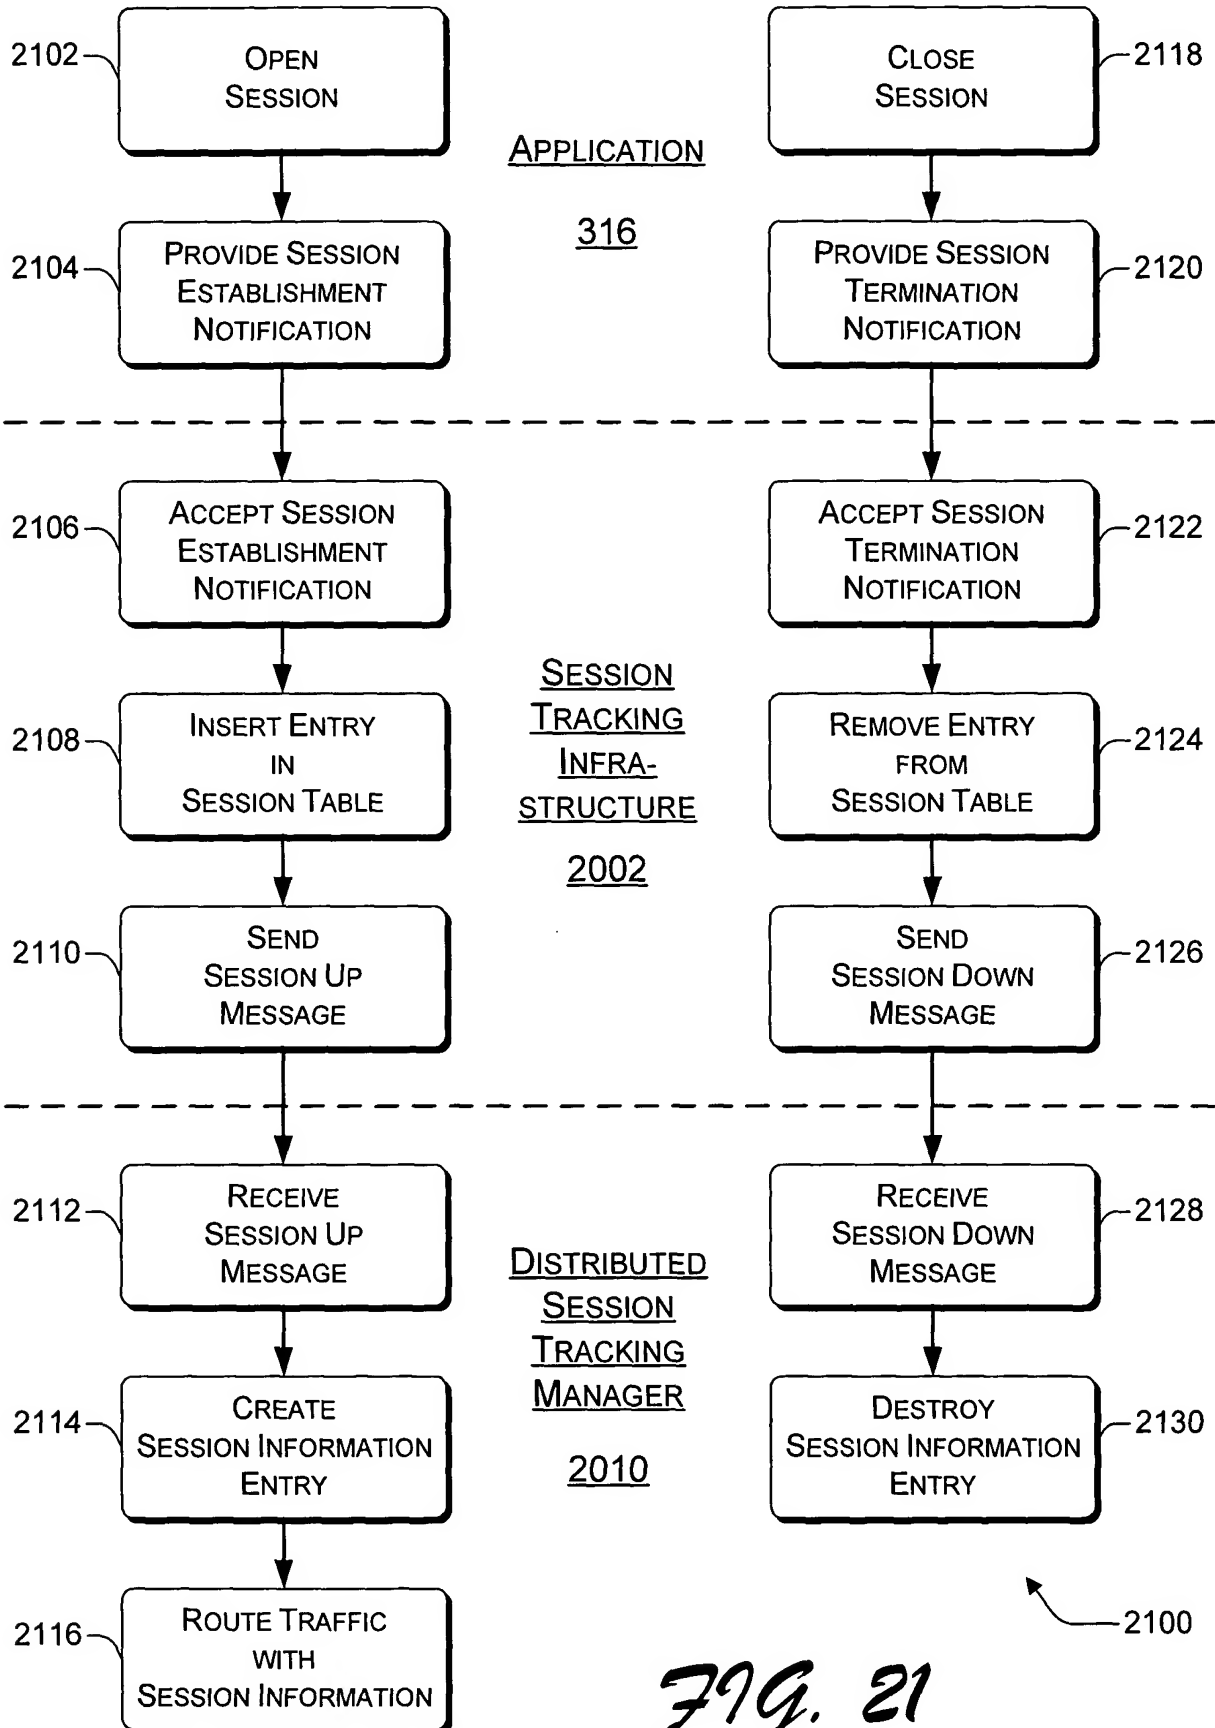 2102
OPEN
SESSION
CLOSE
SESSION
2118
APPLICATION
316
2104
PROVIDE SESSION
ESTABLISHMENT
NOTIFICATION
PROVIDE SESSION
TERMINATION
NOTIFICATION
2120
2106
ACCEPT SESSION
ESTABLISHMENT
NOTIFICATION
ACCEPT SESSION
TERMINATION
NOTIFICATION
2122
SESSION
TRACKING
INFRA-
STRUCTURE
2002
2108
INSERT ENTRY
IN
SESSION TABLE
REMOVE ENTRY
FROM
SESSION TABLE
2124
2110
SEND
SESSION UP
MESSAGE
SEND
SESSION DOWN
MESSAGE
2126
2112
RECEIVE
SESSION UP
MESSAGE
RECEIVE
SESSION DOWN
MESSAGE
2128
DISTRIBUTED
SESSION
TRACKING
MANAGER
2010
2114
CREATE
SESSION INFORMATION
ENTRY
DESTROY
SESSION INFORMATION
ENTRY
2130
2116
ROUTE TRAFFIC
WITH
SESSION INFORMATION
2100
FIG. 21